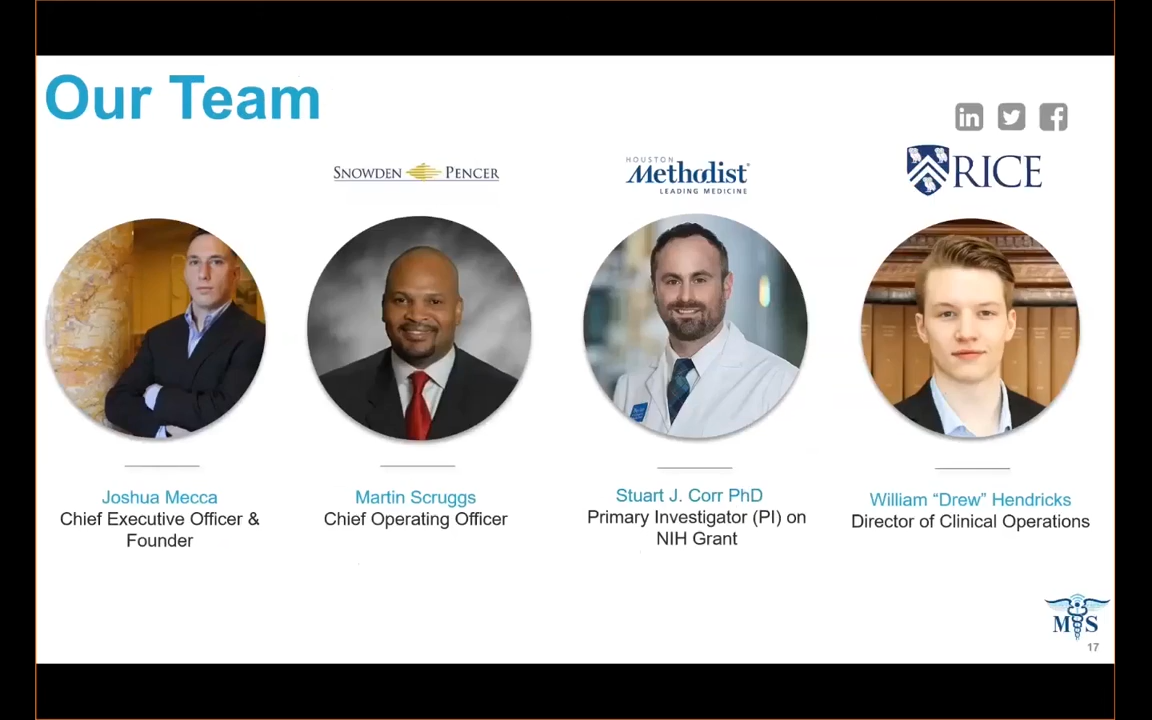 Our Team
in
SNOWDEN PENCER
HOUSTON
Methodist
LEADING MEDICINE
RICE
Joshua Mecca
Chief Executive Officer &
Founder
Martin Scruggs
Chief Operating Officer
Stuart J. Corr PhD
Primary Investigator (PI) on
NIH Grant
William “Drew” Hendricks
Director of Clinical Operations
M S
17